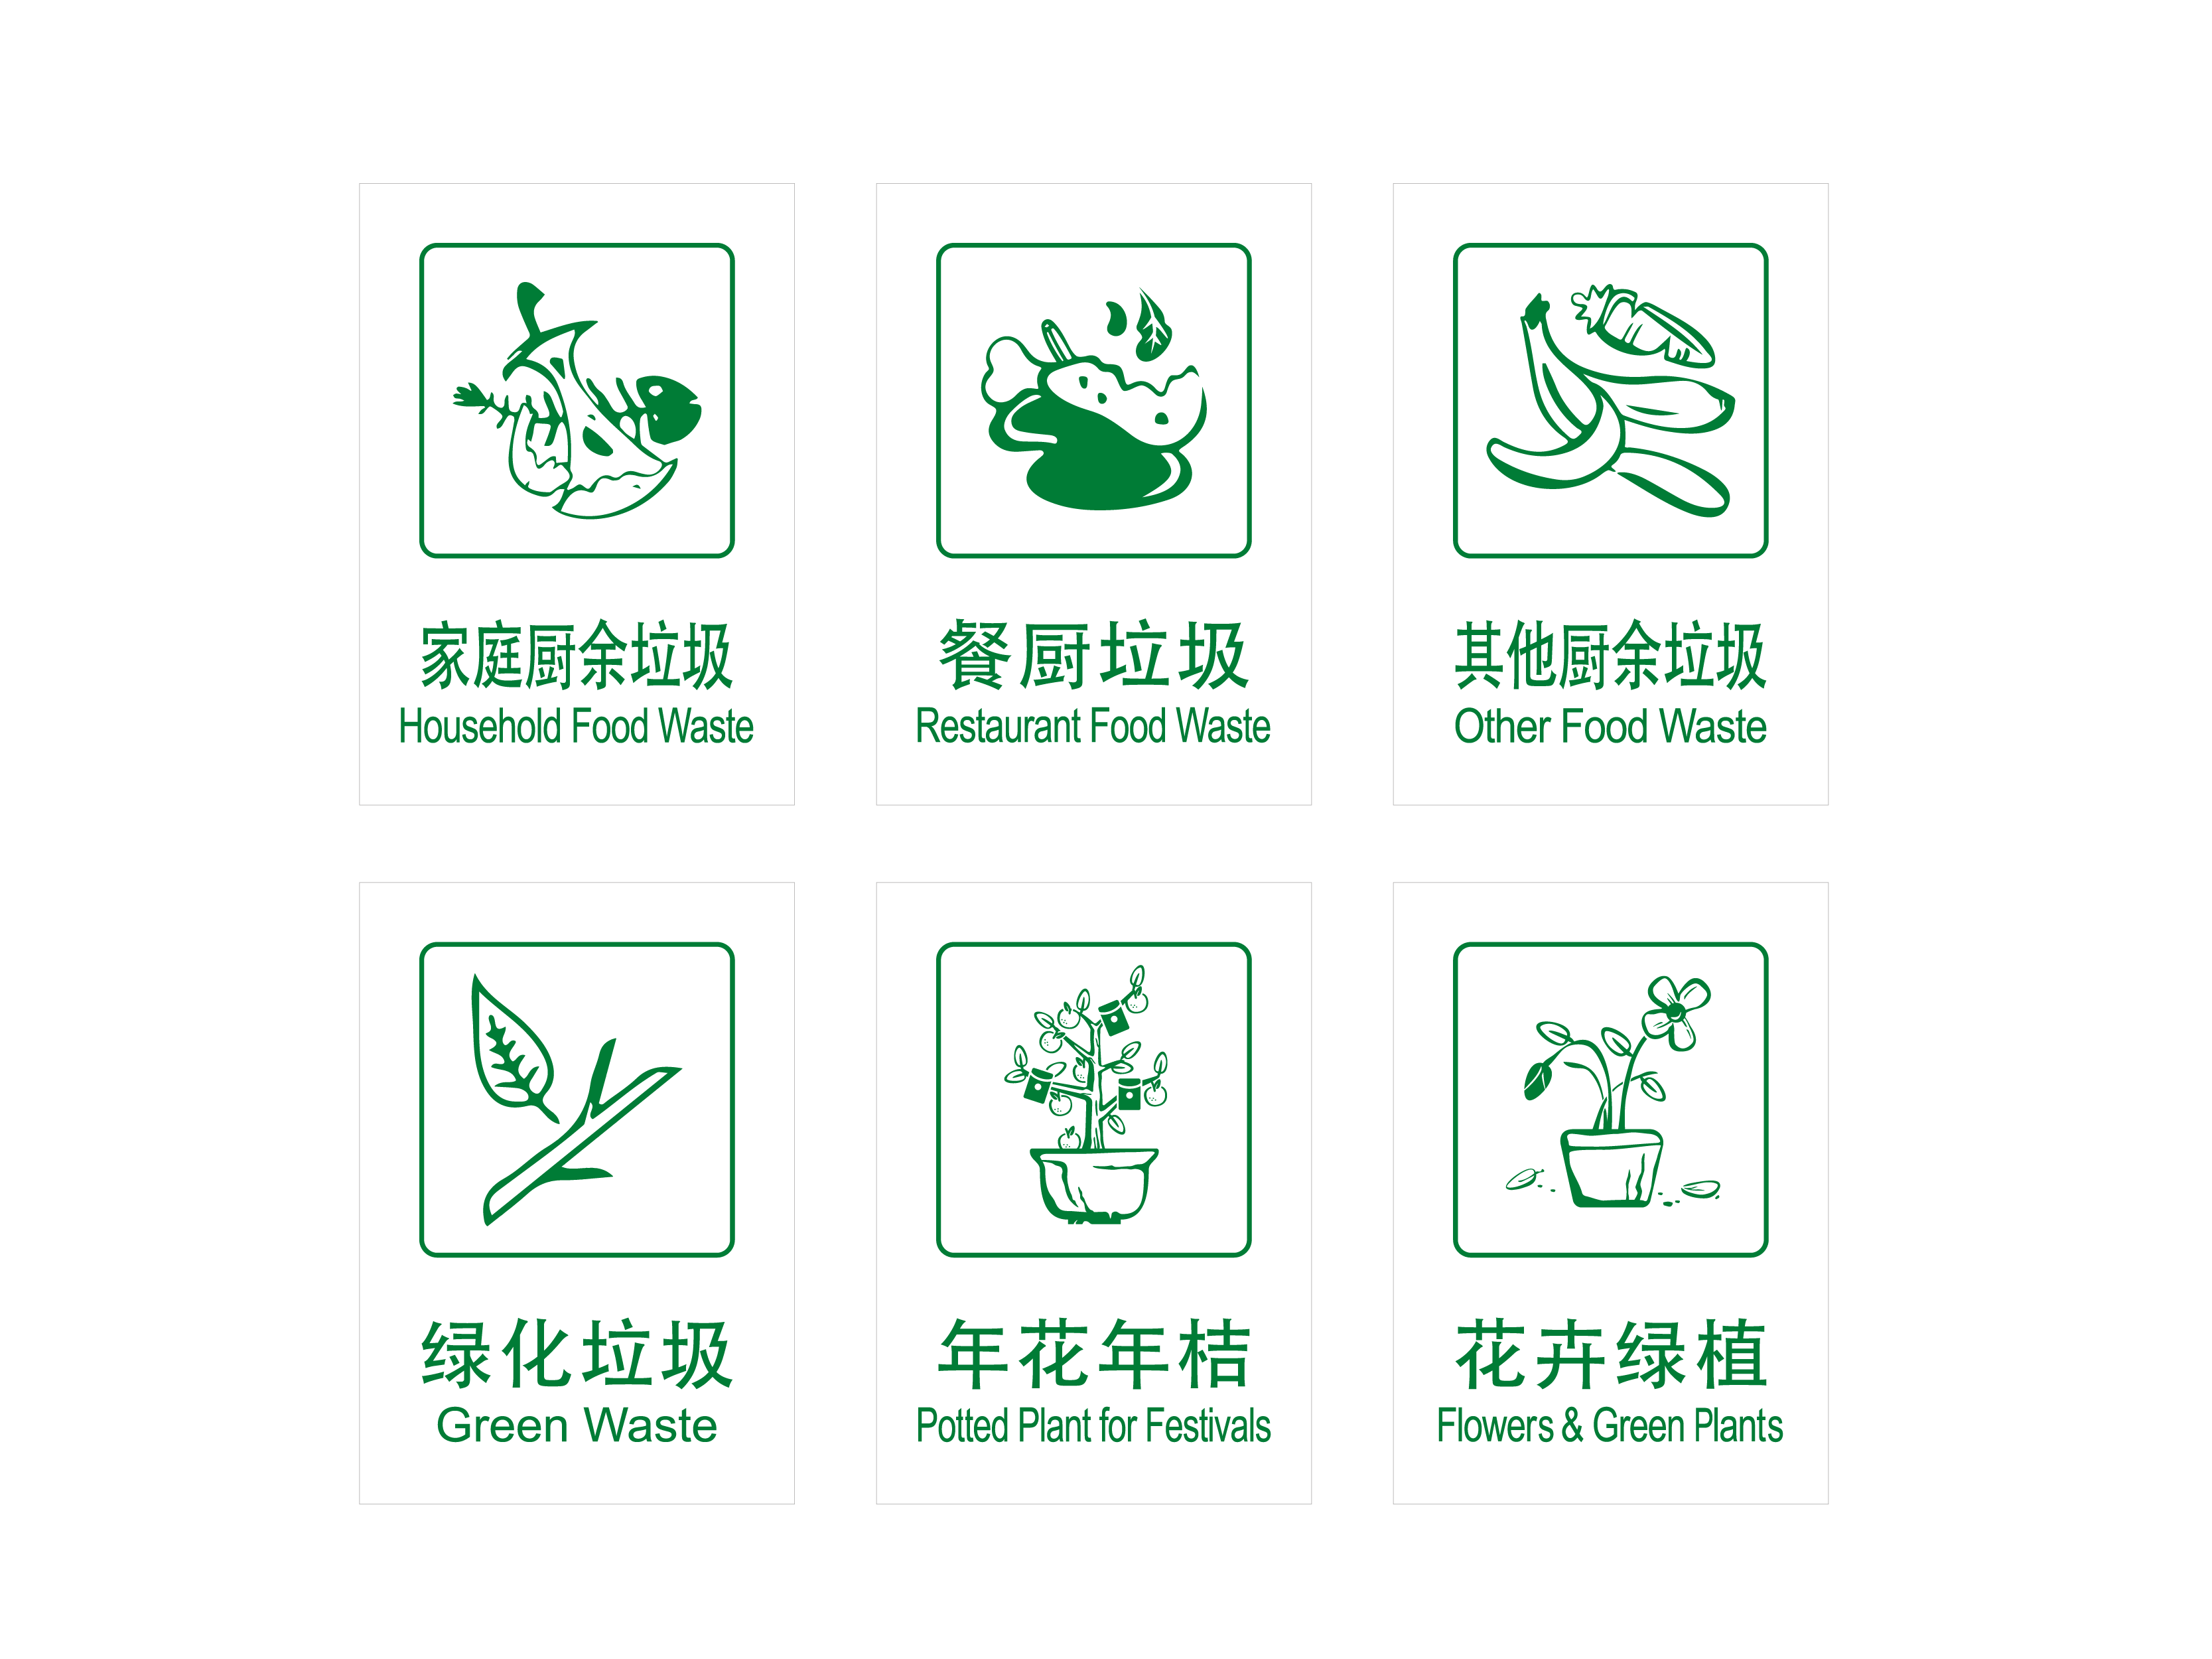 家庭厨余垃圾
Household Food Waste
餐厨垃圾
Restaurant Food Waste
其他厨余垃圾
Other Food Waste
绿化垃圾
Green Waste
年花年桔
Potted Plant for Festivals
花卉绿植
Flowers & Green Plants